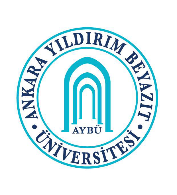 ANKARA YILDIRIM BEYAZIT
AYBÜ
ÜNİVERSİTESİ